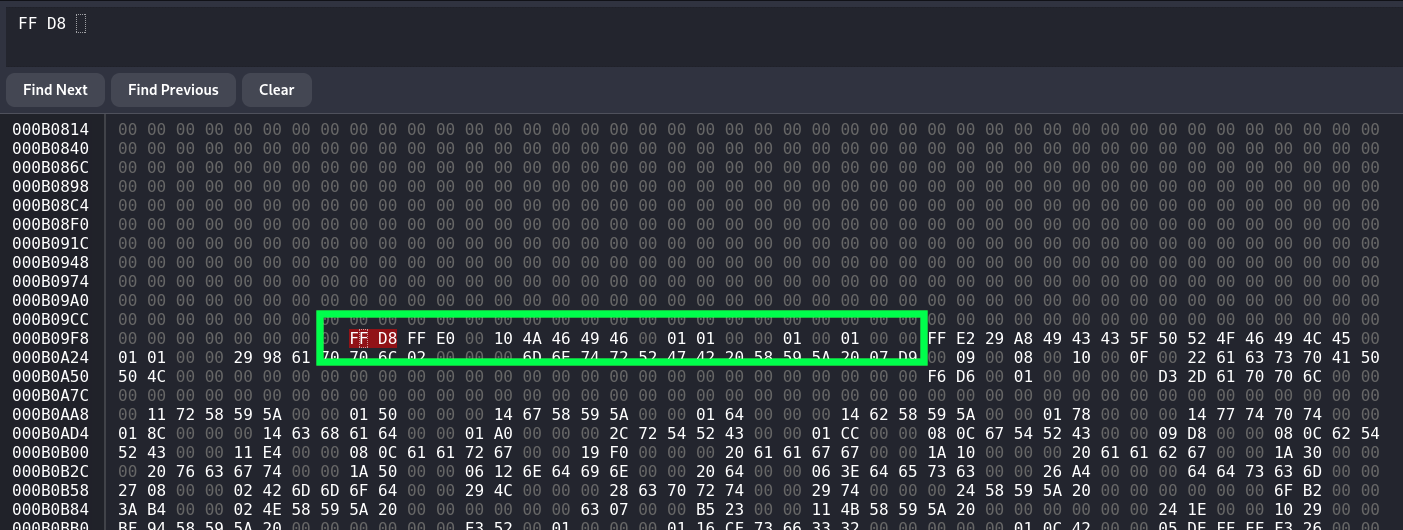 FF D8
Find Next Find Previous Clear
000B0814 00 00 00 00 00 00 00 00 00 00 00 00 00 00 00 00 00 00 00 00 00 00 00 00 00 00 00 00 00 00 00 00 00 00 00 00 00 00 00 00 00 00 00 00
000B0840 00 00 00 00 00 00 00 00 00 00 00 00 00 00 00 00 00 00 00 00 00 00 00 00 00 00 00 00 00 00 00 00 00 00 00 00 00 00 00 00 00 00 00 00
000B086C 00 00 00 00 00 00 00 00 00 00 00 00 00 00 00 00 00 00 00 00 00 00 00 00 00 00 00 00 00 00 00 00 00 00 00 00 00 00 00 00 00 00 00 00
000B0898 00 00 00 00 00 00 00 00 00 00 00 00 00 00 00 00 00 00 00 00 00 00 00 00 00 00 00 00 00 00 00 00 00 00 00 00 00 00 00 00 00 00 00 00
000B08C4 00 00 00 00 00 00 00 00 00 00 00 00 00 00 00 00 00 00 00 00 00 00 00 00 00 00 00 00 00 00 00 00 00 00 00 00 00 00 00 00 00 00 00 00
000B08F0 00 00 00 00 00 00 00 00 00 00 00 00 00 00 00 00 00 00 00 00 00 00 00 00 00 00 00 00 00 00 00 00 00 00 00 00 00 00 00 00 00 00 00 00
000B091C 00 00 00 00 00 00 00 00 00 00 00 00 00 00 00 00 00 00 00 00 00 00 00 00 00 00 00 00 00 00 00 00 00 00 00 00 00 00 00 00 00 00 00 00
000B0948 00 00 00 00 00 00 00 00 00 00 00 00 00 00 00 00 00 00 00 00 00 00 00 00 00 00 00 00 00 00 00 00 00 00 00 00 00 00 00 00 00 00 00 00
000B0974 00 00 00 00 00 00 00 00 00 00 00 00 00 00 00 00 00 00 00 00 00 00 00 00 00 00 00 00 00 00 00 00 00 00 00 00 00 00 00 00 00 00 00 00
000B09A0 00 00 00 00 00 00 00 00 00 00 00 00 00 00 00 00 00 00 00 00 00 00 00 00 00 00 00 00 00 00 00 00 00 00 00 00 00 00 00 00 00 00 00 00
000B09CC 00 00 00 00 00 00 00 00 00 00 00 00 00 00 00 00 00 00 00 00 00 00 00 00 00 00 00 00 00 00 00 00 00 00 00 00 00 00 00 00 00 00 00 00
000B09F8 00 00 00 00 00 00 00 00 FF D8 FF E0 00 10 4A 46 49 46 00 01 01 00 00 01 00 01 00 00 FF E2 29 A8 49 43 43 5F 50 52 4F 46 49 4C 45 00
000B0A24 01 01 00 00 29 98 61 70 70 6C 02 00 00 00 6D 6E 74 72 52 47 42 20 58 59 5A 20 07 D9 00 09 00 08 00 10 00 0F 00 22 61 63 73 70 41 50
000B0A50 50 4C 00 00 00 00 00 00 00 00 00 00 00 00 00 00 00 00 00 00 00 00 00 00 00 00 00 00 F6 D6 00 01 00 00 00 00 D3 2D 61 70 70 6C 00 00
000B0A7C 00 00 00 00 00 00 00 00 00 00 00 00 00 00 00 00 00 00 00 00 00 00 00 00 00 00 00 00 00 00 00 00 00 00 00 00 00 00 00 00 00 00 00 00
000B0AA8 00 11 72 58 59 5A 00 00 01 50 00 00 00 14 67 58 59 5A 00 00 01 64 00 00 00 14 62 58 59 5A 00 00 01 78 00 00 00 14 77 74 70 74 00 00
000B0AD4 01 8C 00 00 00 14 63 68 61 64 00 00 01 A0 00 00 00 2C 72 54 52 43 00 00 01 CC 00 00 08 0C 67 54 52 43 00 00 09 D8 00 00 08 0C 62 54
000B0B00 52 43 00 00 11 E4 00 00 08 0C 61 61 72 67 00 00 19 F0 00 00 00 20 61 61 67 67 00 00 1A 10 00 00 00 20 61 61 62 67 00 00 1A 30 00 00
000B0B2C 00 20 76 63 67 74 00 00 1A 50 00 00 06 12 6E 64 69 6E 00 00 20 64 00 00 06 3E 64 65 73 63 00 00 26 A4 00 00 00 64 64 73 63 6D 00 00
000B0B58 27 08 00 00 02 42 6D 6D 6F 64 00 00 29 4C 00 00 00 28 63 70 72 74 00 00 29 74 00 00 00 24 58 59 5A 20 00 00 00 00 00 00 6F B2 00 00
000B0B84 3A B4 00 00 02 4E 58 59 5A 20 00 00 00 00 00 00 63 07 00 00 B5 23 00 00 11 4B 58 59 5A 20 00 00 00 00 00 00 24 1E 00 00 10 29 00 00